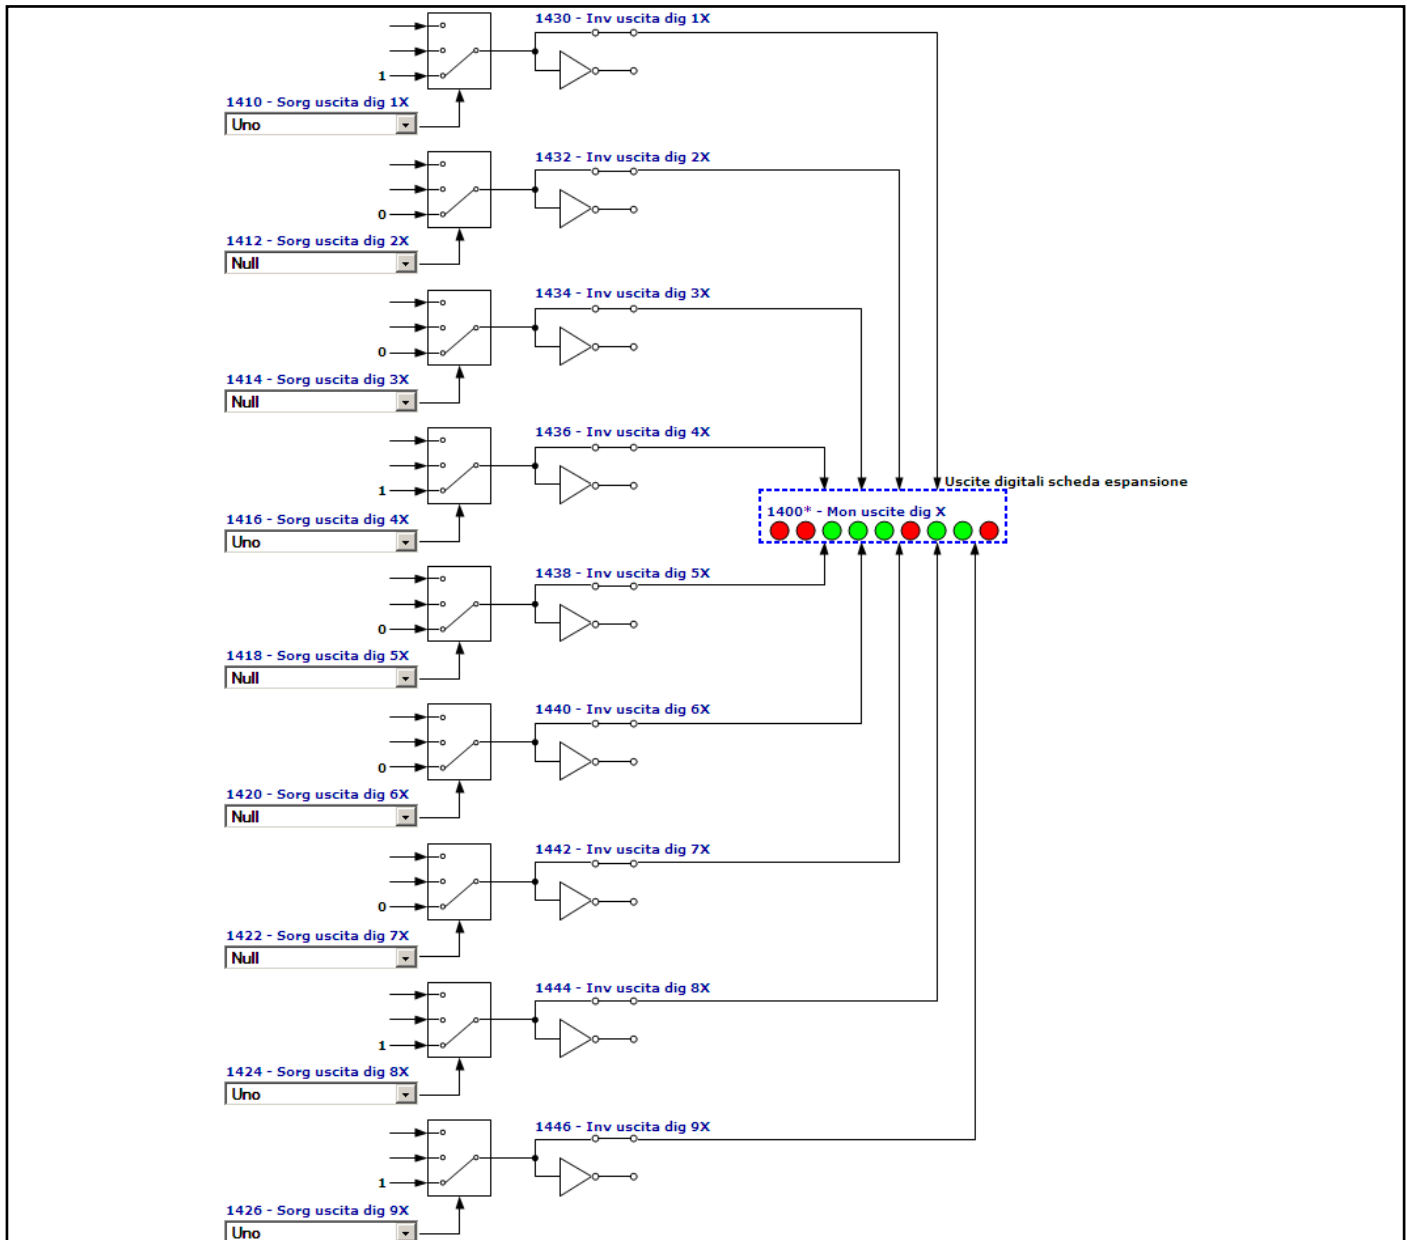 1430 - Inv uscita dig 1X
1
1410 - Sorg uscita dig 1X
Uno
1432 - Inv uscita dig 2X
0
1412 - Sorg uscita dig 2X
Null
1434 - Inv uscita dig 3X
0
1414 - Sorg uscita dig 3X
Null
1436 - Inv uscita dig 4X
1
1416 - Sorg uscita dig 4X
Uno
Uscite digitali scheda espansione
1400* - Mon uscite dig X
1438 - Inv uscita dig 5X
0
1418 - Sorg uscita dig 5X
Null
1440 - Inv uscita dig 6X
0
1420 - Sorg uscita dig 6X
Null
1442 - Inv uscita dig 7X
0
1422 - Sorg uscita dig 7X
Null
1444 - Inv uscita dig 8X
1
1424 - Sorg uscita dig 8X
Uno
1446 - Inv uscita dig 9X
1
1426 - Sorg uscita dig 9X
Uno